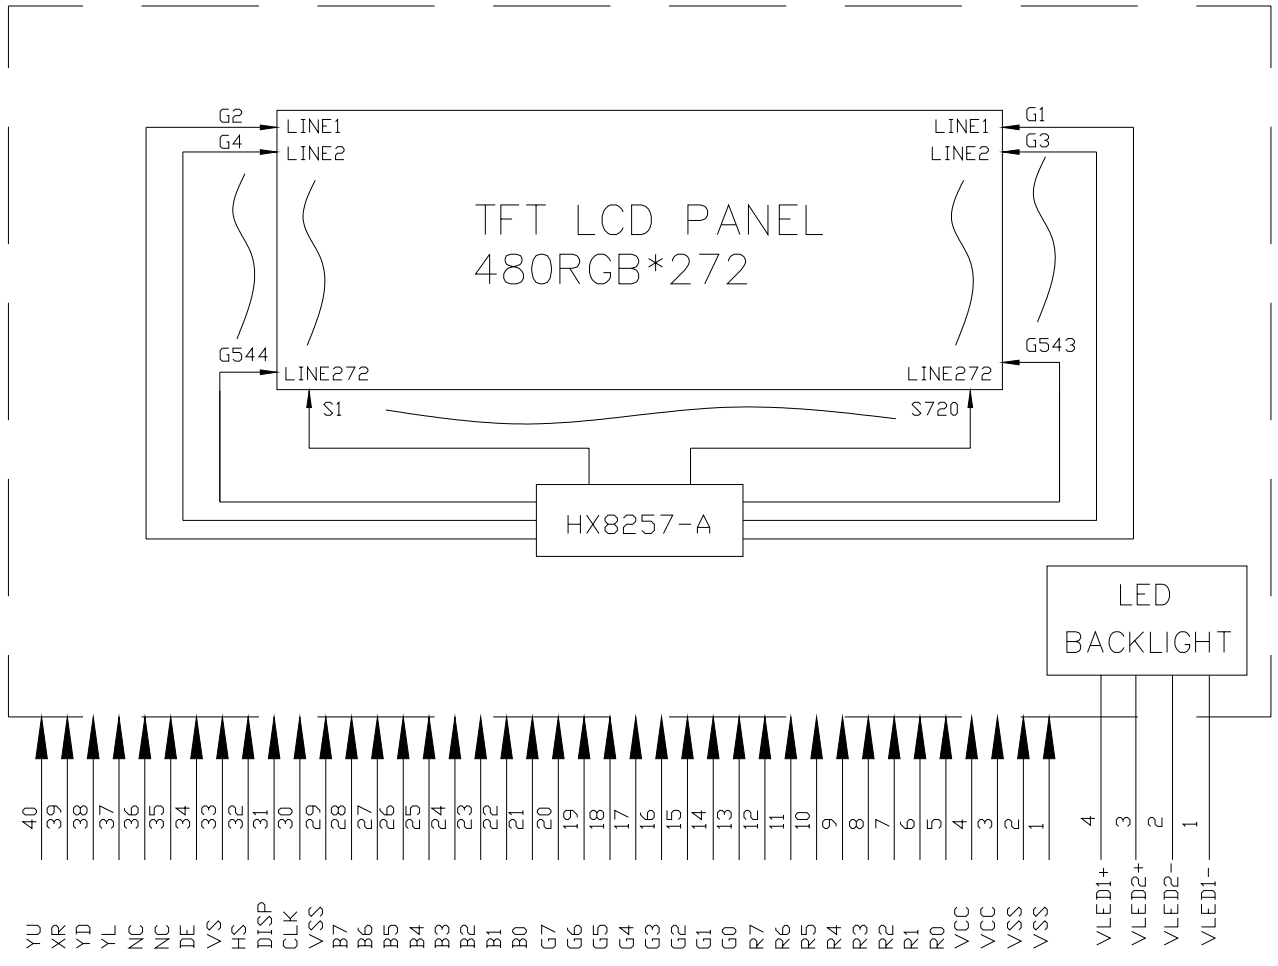 G2
G1
LINE1
LINE1
G4
G3
LINE2
LINE2
TFT LCD PANEL
480RGB*272
G544
G543
LINE272
LINE272
S1
S720
HX8257-A
LED
BACKLIGHT
40 39 38 37 36 35 34 33 32 31 30 29 28 27 26 25 24 23 22 21 20 19 18 17 16 15 14 13 12 11 10 9 8 7 6 5 4 3 2 1
4 3 2 1
YU XR YD YL NC NC DE VS HS DISP CLK VSS B7 B6 B5 B4 B3 B2 B1 B0 G7 G6 G5 G4 G3 G2 G1 G0 R7 R6 R5 R4 R3 R2 R1 R0 VCC VCC VSS VSS
VLED1+ VLED2+ VLED2- VLED1-